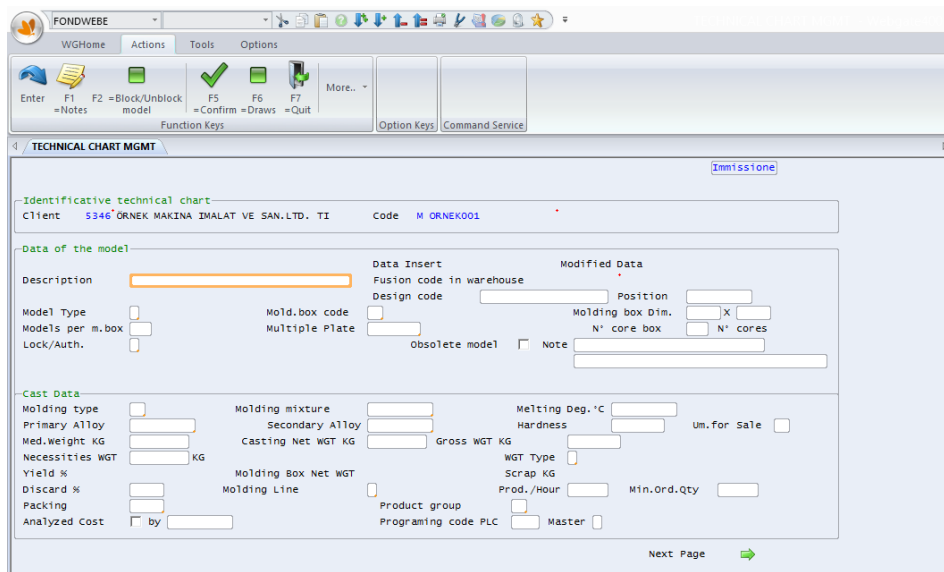 FONDWEBE
WGHome Actions Tools Options
Enter F1 =Notes F2 =Block/Unblock model F5 =Confirm F6 =Draws F7 =Quit More..
Function Keys Option Keys Command Service
TECHNICAL CHART MGMT
Immissione
Identificative technical chart
Client 5346 ÖRNEK MAKINA IMALAT VE SAN.LTD. TI Code M ORNEK001
Data of the model
Data Insert Modified Data
Description Fusion code in warehouse
Design code Position
Model Type Mold.box code Molding box Dim. X
Models per m.box Multiple Plate N° core box N° cores
Lock/Auth. Obsolete model Note
Cast Data
Molding type Molding mixture Melting Deg.°C
Primary Alloy Secondary Alloy Hardness Um.for Sale
Med.Weight KG Casting Net WGT KG Gross WGT KG
Necessities WGT KG WGT Type
Yield % Molding Box Net WGT Scrap KG
Discard % Molding Line Prod./Hour Min.Ord.Qty
Packing Product group
Analyzed Cost by Programing code PLC Master
Next Page